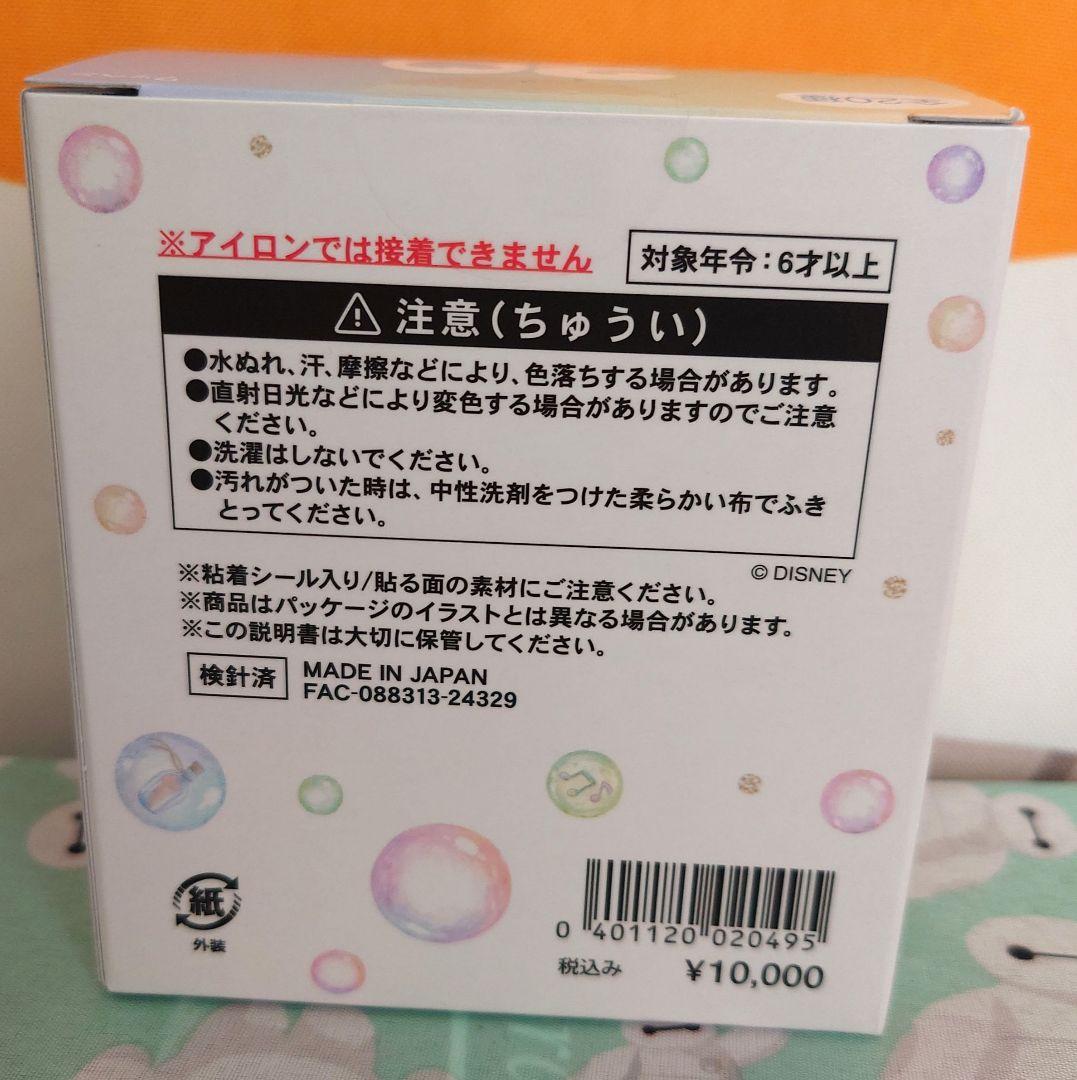 全20種
※アイロンでは接着できません
対象年令：6才以上
注意(ちゅうい)
●水ぬれ、汗、摩擦などにより、色落ちする場合があります。
●直射日光などにより変色する場合がありますのでご注意
ください。
●洗濯はしないでください。
●汚れがついた時は、中性洗剤をつけた柔らかい布でふき
とってください。
© DISNEY
※粘着シール入り/貼る面の素材にご注意ください。
※商品はパッケージのイラストとは異なる場合があります。
※この説明書は大切に保管してください。
検針済
MADE IN JAPAN
FAC-088313-24329
紙
外装
0 401120 020495
税込み ¥10,000